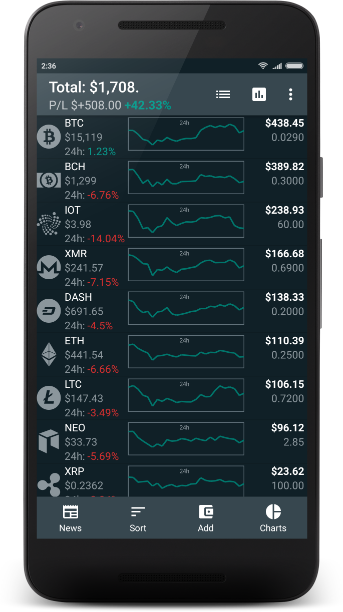 2:36
Total: $1,708.
P/L $+508.00 +42.33%
BTC 24h $438.45
$15,119 0.0290
24h: 1.23%
BCH 24h $389.82
$1,299 0.3000
24h: -6.76%
IOT 24h $238.93
$3.98 60.00
24h: -14.04%
XMR 24h $166.68
$241.57 0.6900
24h: -7.15%
DASH 24h $138.33
$691.65 0.2000
24h: -4.5%
ETH 24h $110.39
$441.54 0.2500
24h: -6.66%
LTC 24h $106.15
$147.43 0.7200
24h: -3.49%
NEO 24h $96.12
$33.73 2.85
24h: -5.69%
XRP 24h $23.62
$0.2362 100.00
News Sort Add Charts